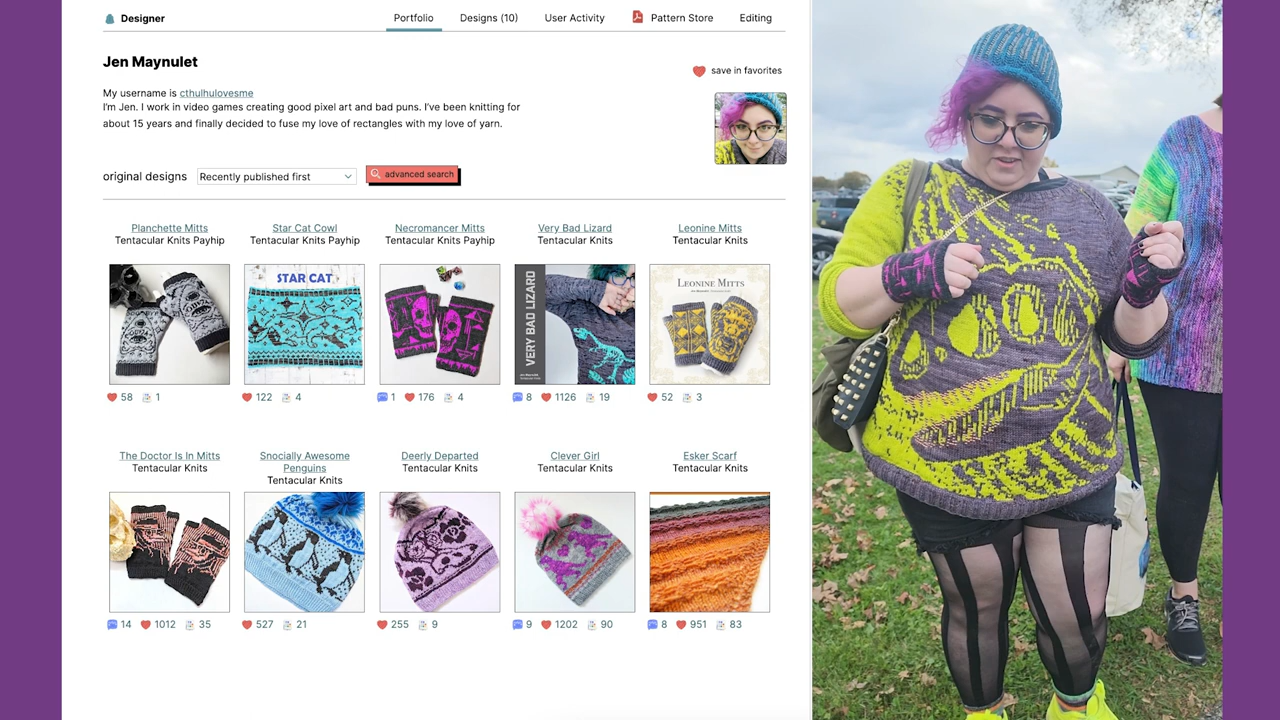 Designer
Portfolio
Designs (10)
User Activity
Pattern Store
Editing
Jen Maynulet
save in favorites
My username is cthulhulovesme
I'm Jen. I work in video games creating good pixel art and bad puns. I've been knitting for
about 15 years and finally decided to fuse my love of rectangles with my love of yarn.
original designs
Recently published first
advanced search
Planchette Mitts
Tentacular Knits Payhip
Star Cat Cowl
Tentacular Knits Payhip
Necromancer Mitts
Tentacular Knits Payhip
Very Bad Lizard
Tentacular Knits
Leonine Mitts
Tentacular Knits
STAR CAT
VERY BAD LIZARD
LEONINE MITTS
58 1
122 4
1 176 4
8 1126 19
52 3
The Doctor Is In Mitts
Tentacular Knits
Snocially Awesome
Penguins
Tentacular Knits
Deerly Departed
Tentacular Knits
Clever Girl
Tentacular Knits
Esker Scarf
Tentacular Knits
14 1012 35
527 21
255 9
9 1202 90
8 951 83